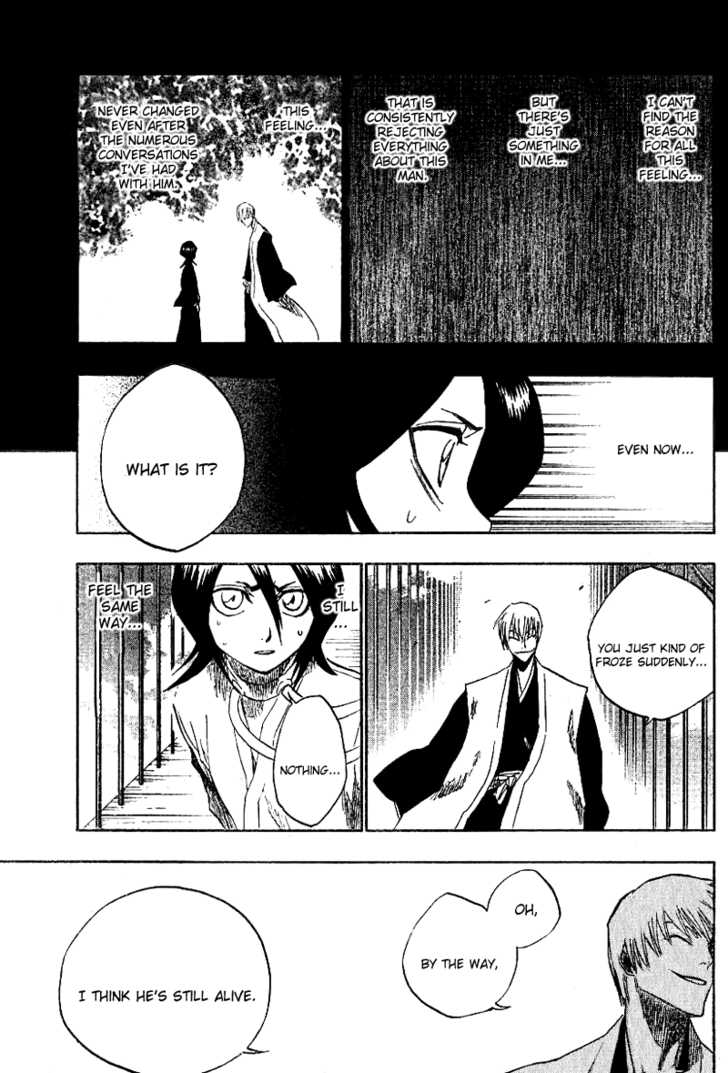 I CAN'T
FIND THE
REASON
FOR ALL
THIS
FEELING...
BUT
THERE'S
JUST
SOMETHING
IN ME...
THAT IS
CONSISTENTLY
REJECTING
EVERYTHING
ABOUT THIS
MAN.
THIS
FEELING...
NEVER CHANGED
EVEN AFTER
THE NUMEROUS
CONVERSATIONS
I'VE HAD
WITH HIM.
EVEN NOW...
WHAT IS IT?
YOU JUST KIND OF
FROZE SUDDENLY...
I
STILL
...
NOTHING...
FEEL THE
SAME
WAY...
OH,
BY THE WAY,
I THINK HE'S STILL ALIVE.